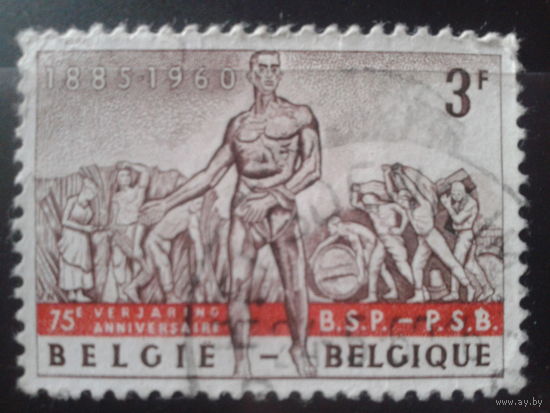 1885-1960 3F
75E VERJARING
ANNIVERSAIRE B.S.P. – P.S.B.
BELGIE – BELGIQUE
www.ay.by